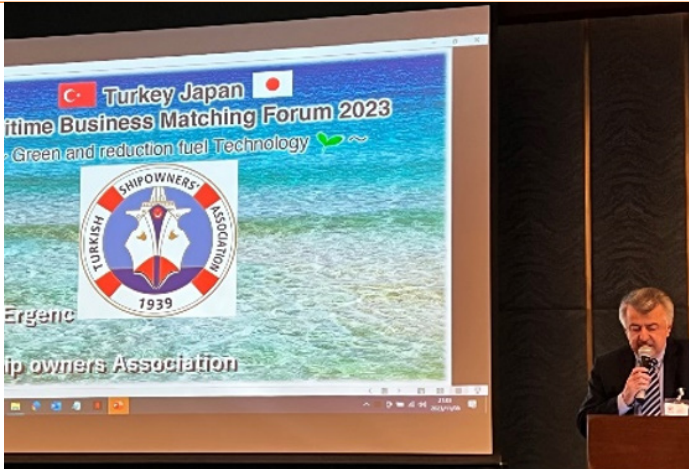 Turkey Japan
itime Business Matching Forum 2023
Green and reduction fuel Technology
TURKISH SHIPOWNERS' ASSOCIATION
1939
Ergenc
ip owners Association